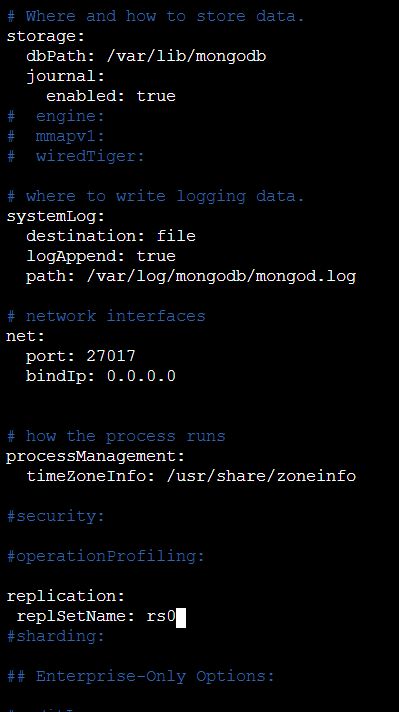 # Where and how to store data.
storage:
  dbPath: /var/lib/mongodb
  journal:
    enabled: true
#  engine:
#  mmapv1:
#  wiredTiger:
# where to write logging data.
systemLog:
  destination: file
  logAppend: true
  path: /var/log/mongodb/mongod.log
# network interfaces
net:
  port: 27017
  bindIp: 0.0.0.0
# how the process runs
processManagement:
  timeZoneInfo: /usr/share/zoneinfo
#security:
#operationProfiling:
replication:
 replSetName: rs0
#sharding:
## Enterprise-Only Options: